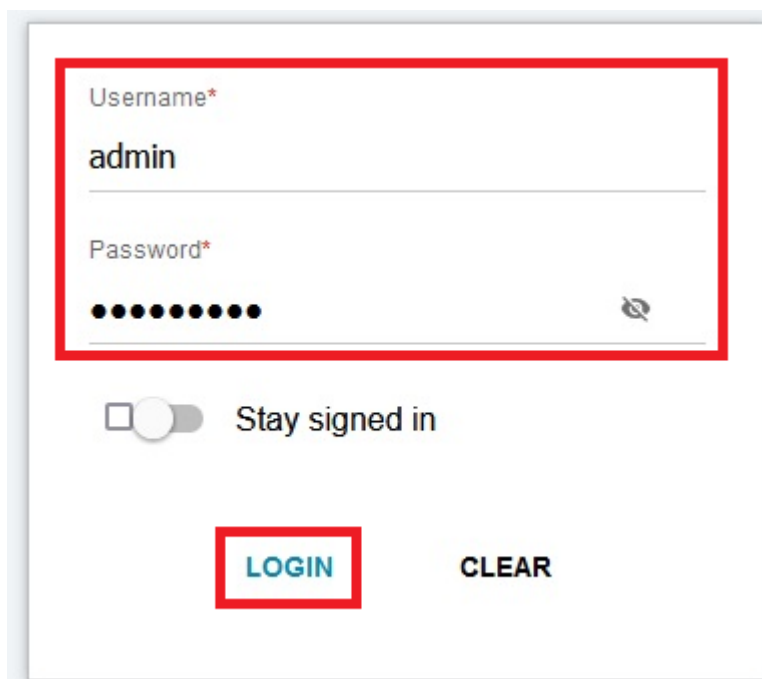 Username*
admin
Password*
•••••••••
Stay signed in
LOGIN CLEAR